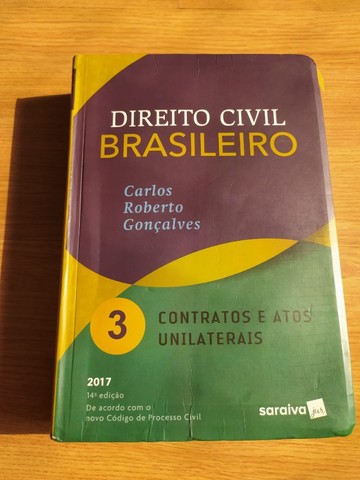 DIREITO CIVIL
BRASILEIRO
Carlos
Roberto
Gonçalves
3
CONTRATOS E ATOS
UNILATERAIS
2017
14ª edição
De acordo com o
novo Código de Processo Civil
saraiva